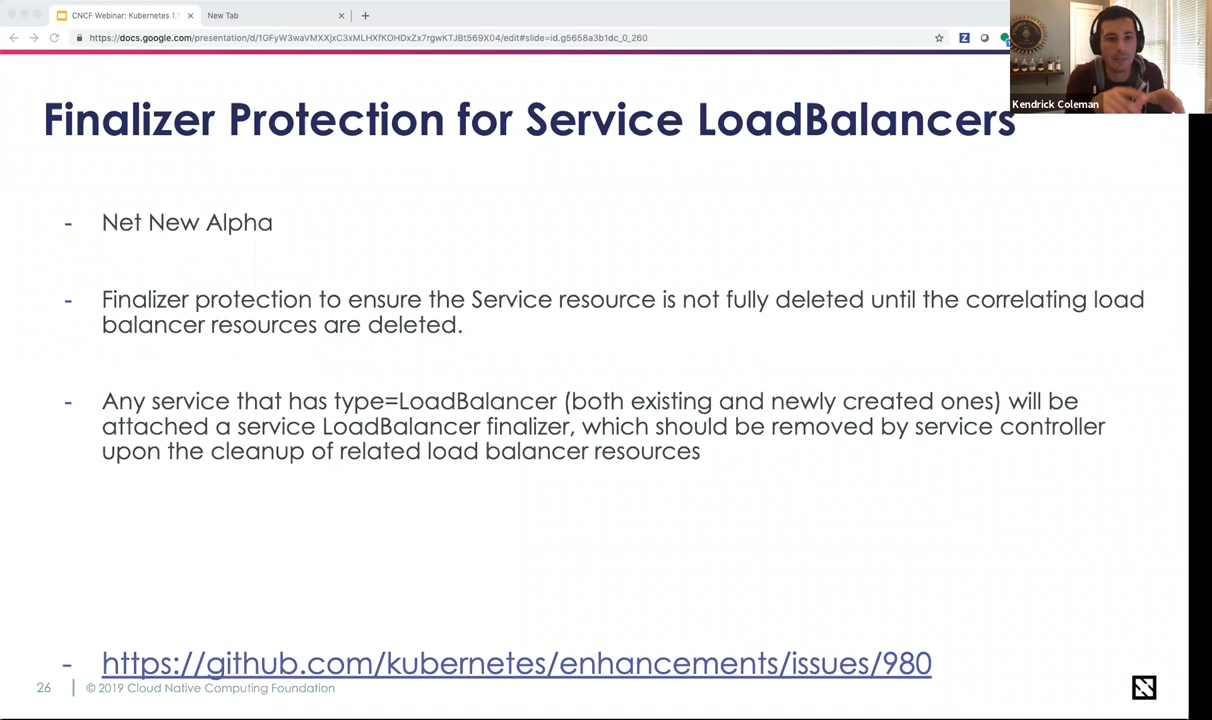 CNCF Webinar: Kubernetes 1.1
New Tab
https://docs.google.com/presentation/d/1GFyW3waVMXXjxC3xMLHXfKOHDxZx7rgwKTJBt569X04/edit#slide=id.g5658a3b1dc_0_260
Z
Kendrick Coleman
Finalizer Protection for Service LoadBalancers
- Net New Alpha
- Finalizer protection to ensure the Service resource is not fully deleted until the correlating load
balancer resources are deleted.
- Any service that has type=LoadBalancer (both existing and newly created ones) will be
attached a service LoadBalancer finalizer, which should be removed by service controller
upon the cleanup of related load balancer resources
- https://github.com/kubernetes/enhancements/issues/980
26 | © 2019 Cloud Native Computing Foundation